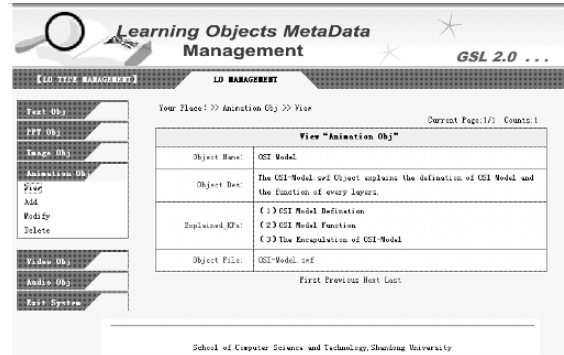 Learning Objects MetaData
Management
GSL 2.0 ...
[LO TYPE MANAGEMENT]
LO MANAGEMENT
Text Obj
PPT Obj
Image Obj
Animation Obj
View
Add
Modify
Delete
Video Obj
Audio Obj
Exit System
Your Place: >> Animation Obj >> View
Current Page:1/1 Counts:1
View "Animation Obj"
Object Name: OSI Model
Object Des: The OSI-Model.swf Object explains the defination of OSI Model and
the function of every layers.
Explained_KPs: (1) OSI Model Defination
(2) OSI Model Function
(3) The Encapulation of OSI-Model
Object File: OSI-Model.swf
First Previous Next Last
School of Computer Science and Technology,Shandong University